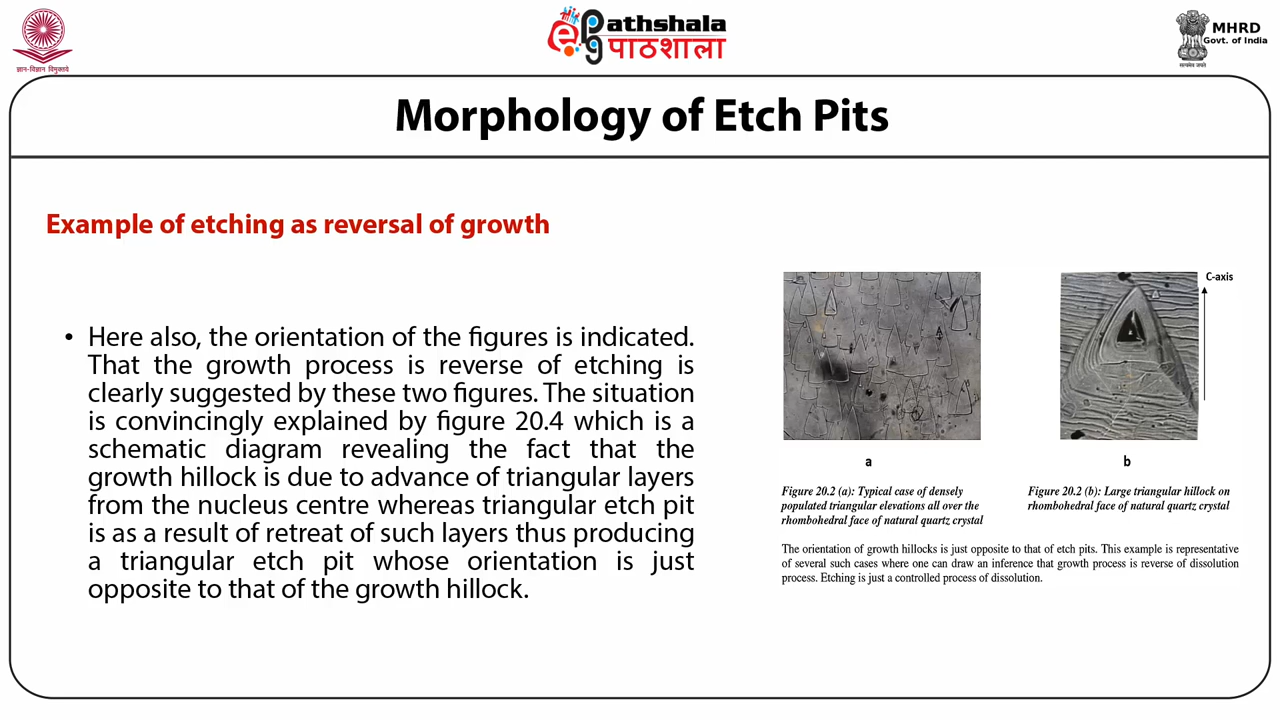 ज्ञान-विज्ञान विमुक्तये
ePg athshala
पाठशाला
MHRD
Govt. of India
सत्यमेव जयते
Morphology of Etch Pits
Example of etching as reversal of growth
• Here also, the orientation of the figures is indicated.
That the growth process is reverse of etching is
clearly suggested by these two figures. The situation
is convincingly explained by figure 20.4 which is a
schematic diagram revealing the fact that the
growth hillock is due to advance of triangular layers
from the nucleus centre whereas triangular etch pit
is as a result of retreat of such layers thus producing
a triangular etch pit whose orientation is just
opposite to that of the growth hillock.
C-axis
a
b
Figure 20.2 (a): Typical case of densely
populated triangular elevations all over the
rhombohedral face of natural quartz crystal
Figure 20.2 (b): Large triangular hillock on
rhombohedral face of natural quartz crystal
The orientation of growth hillocks is just opposite to that of etch pits. This example is representative
of several such cases where one can draw an inference that growth process is reverse of dissolution
process. Etching is just a controlled process of dissolution.